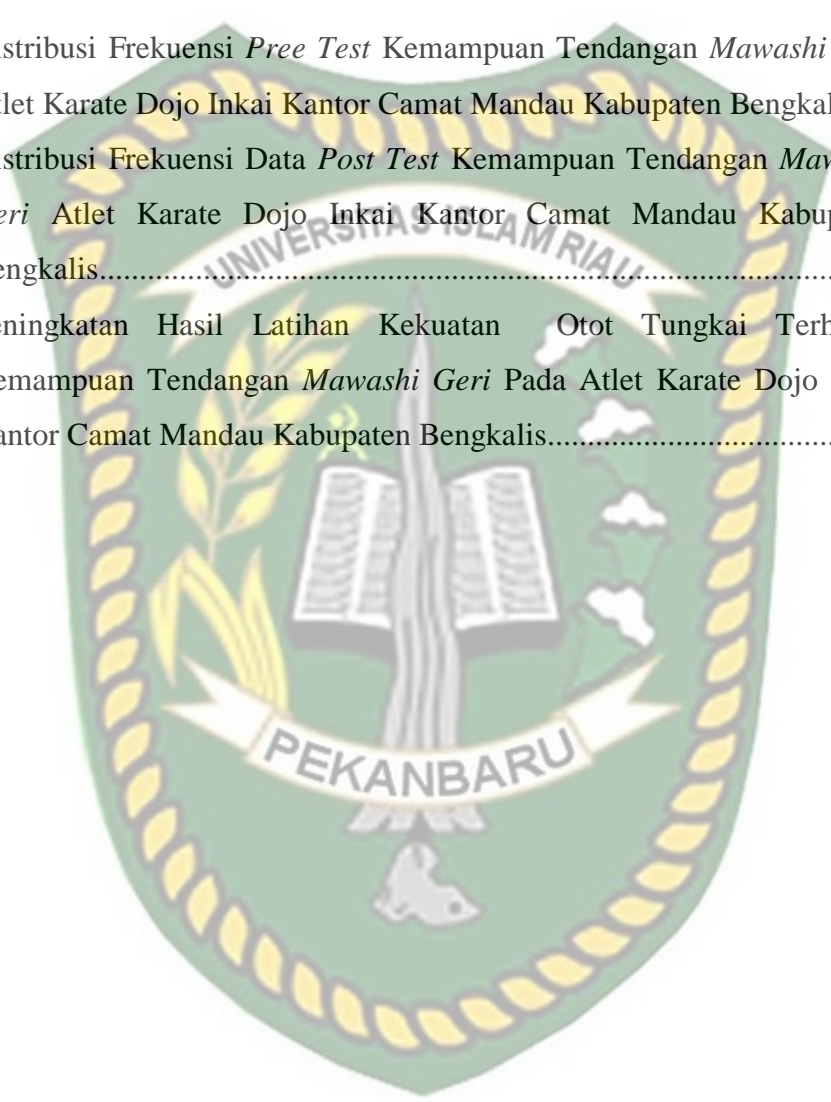 istribusi Frekuensi Pree Test Kemampuan Tendangan Mawashi
tlet Karate Dojo Inkai Kantor Camat Mandau Kabupaten Bengkal
istribusi Frekuensi Data Post Test Kemampuan Tendangan Maw
eri Atlet Karate Dojo Inkai Kantor Camat Mandau Kabup
engkalis..............................................................................
UNIVERSITAS ISLAM RIAU
eningkatan Hasil Latihan Kekuatan Otot Tungkai Terh
emampuan Tendangan Mawashi Geri Pada Atlet Karate Dojo
antor Camat Mandau Kabupaten Bengkalis..............................
PEKANBARU